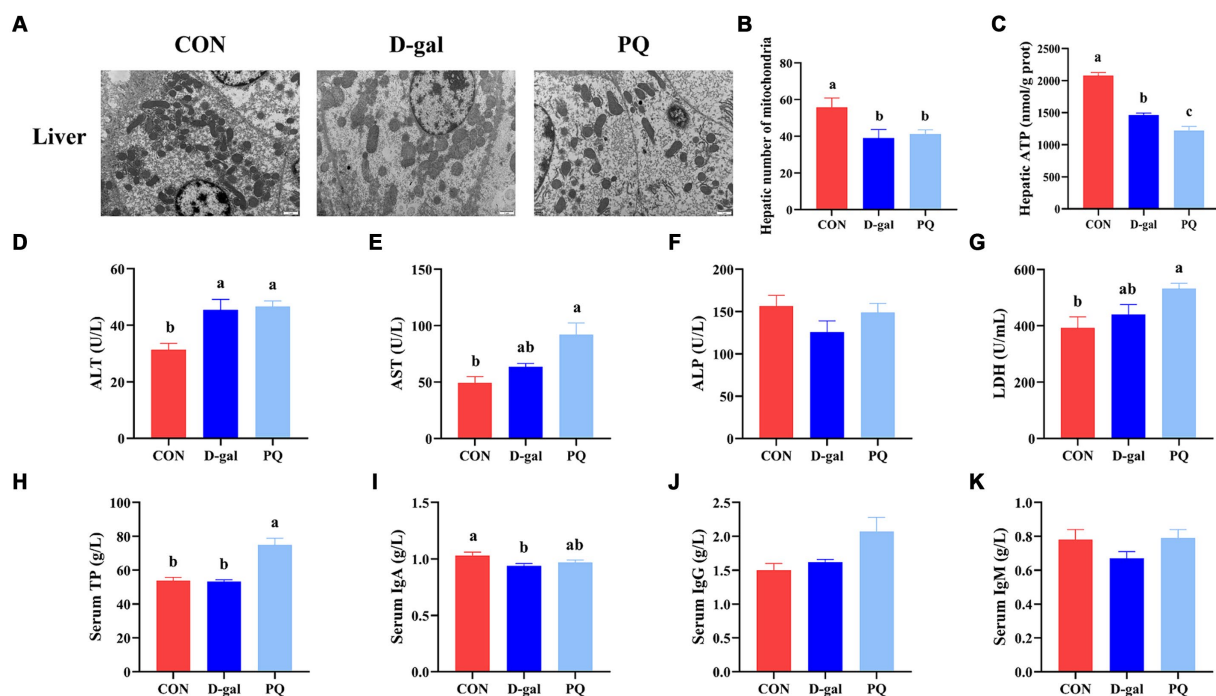 A
CON
D-gal
PQ
Liver
B
Hepatic number of mitochondria
80
60
40
20
0
a
b
b
CON
D-gal
PQ
C
Hepatic ATP (nmol/g prot)
2500
2000
1500
1000
500
0
a
b
c
CON
D-gal
PQ
D
ALT (U/L)
60
40
20
0
b
a
a
CON
D-gal
PQ
E
AST (U/L)
150
100
50
0
b
ab
a
CON
D-gal
PQ
F
ALP (U/L)
200
150
100
50
0
CON
D-gal
PQ
G
LDH (U/mL)
600
400
200
0
b
ab
a
CON
D-gal
PQ
H
Serum TP (g/L)
100
80
60
40
20
0
b
b
a
CON
D-gal
PQ
I
Serum IgA (g/L)
1.5
1.0
0.5
0.0
a
b
ab
CON
D-gal
PQ
J
Serum IgG (g/L)
2.5
2.0
1.5
1.0
0.5
0.0
CON
D-gal
PQ
K
Serum IgM (g/L)
1.0
0.8
0.6
0.4
0.2
0.0
CON
D-gal
PQ